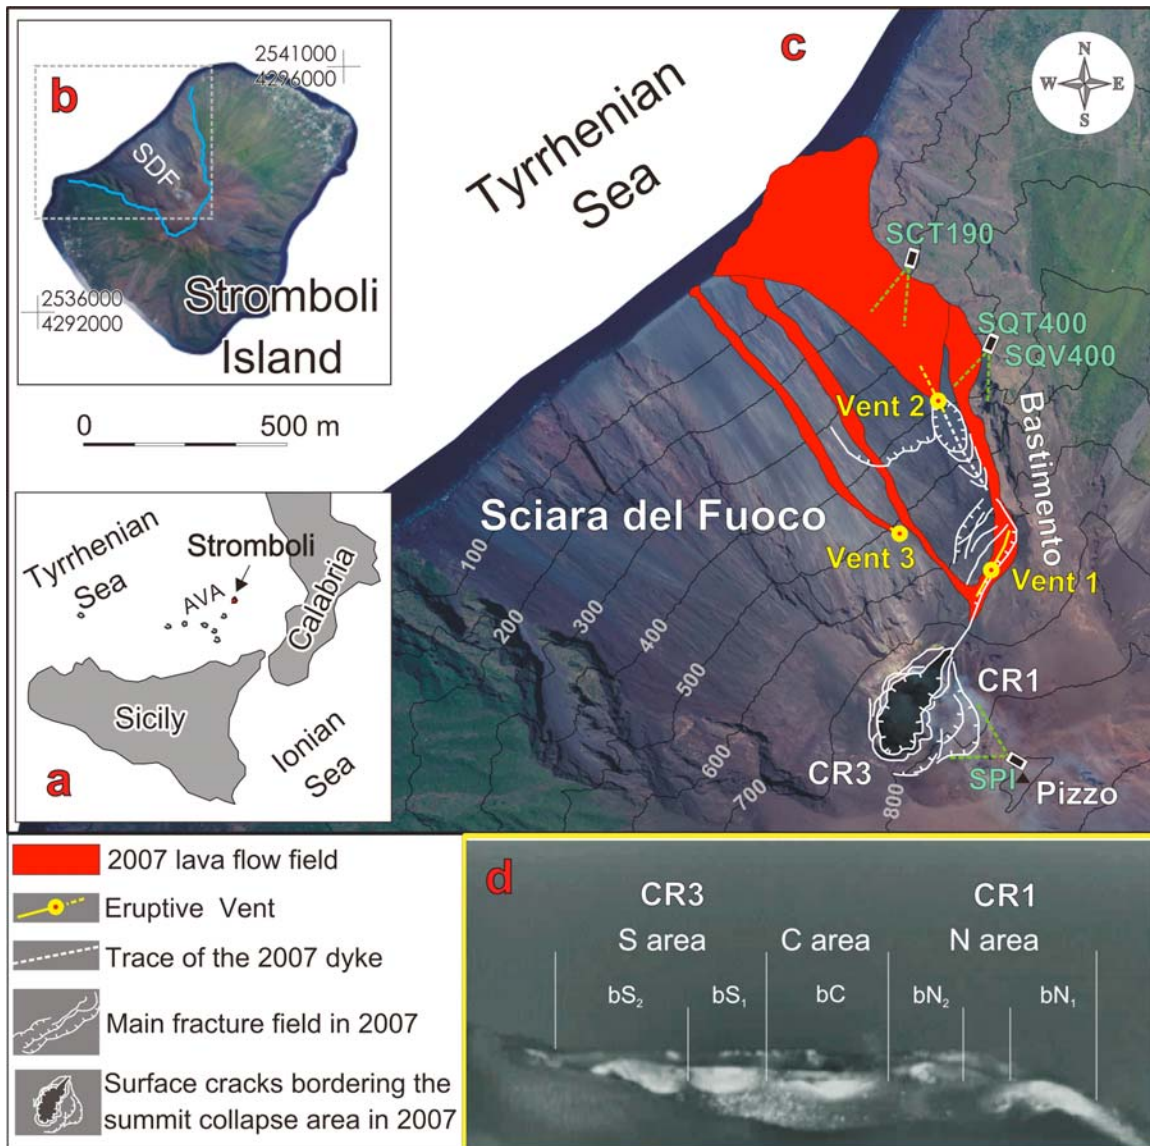 b
2541000
4296000
SDF
2536000
4292000
Stromboli
Island
0 500 m
Tyrrhenian
Sea
Stromboli
AVA
Calabria
Sicily
Ionian
Sea
a
c
N
W E
S
Tyrrhenian
Sea
SCT190
SQT400
SQV400
Vent 2
Bastimento
Sciara del Fuoco
Vent 3
Vent 1
100
200
300
400
500
600
700
800
CR1
CR3
SPI
Pizzo
2007 lava flow field
Eruptive Vent
Trace of the 2007 dyke
Main fracture field in 2007
Surface cracks bordering the
summit collapse area in 2007
d
CR3 CR1
S area C area N area
bS₂ bS₁ bC bN₂ bN₁